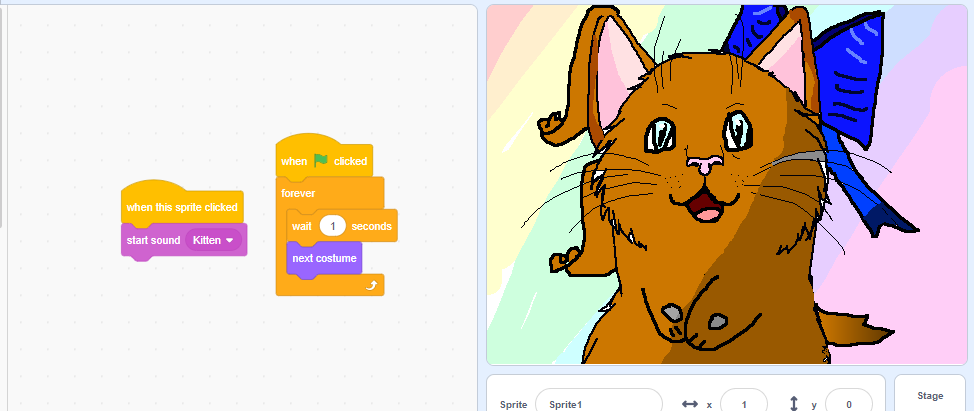 when this sprite clicked
start sound Kitten
when clicked
forever
wait 1 seconds
next costume
Sprite Sprite1 x 1 y 0
Stage